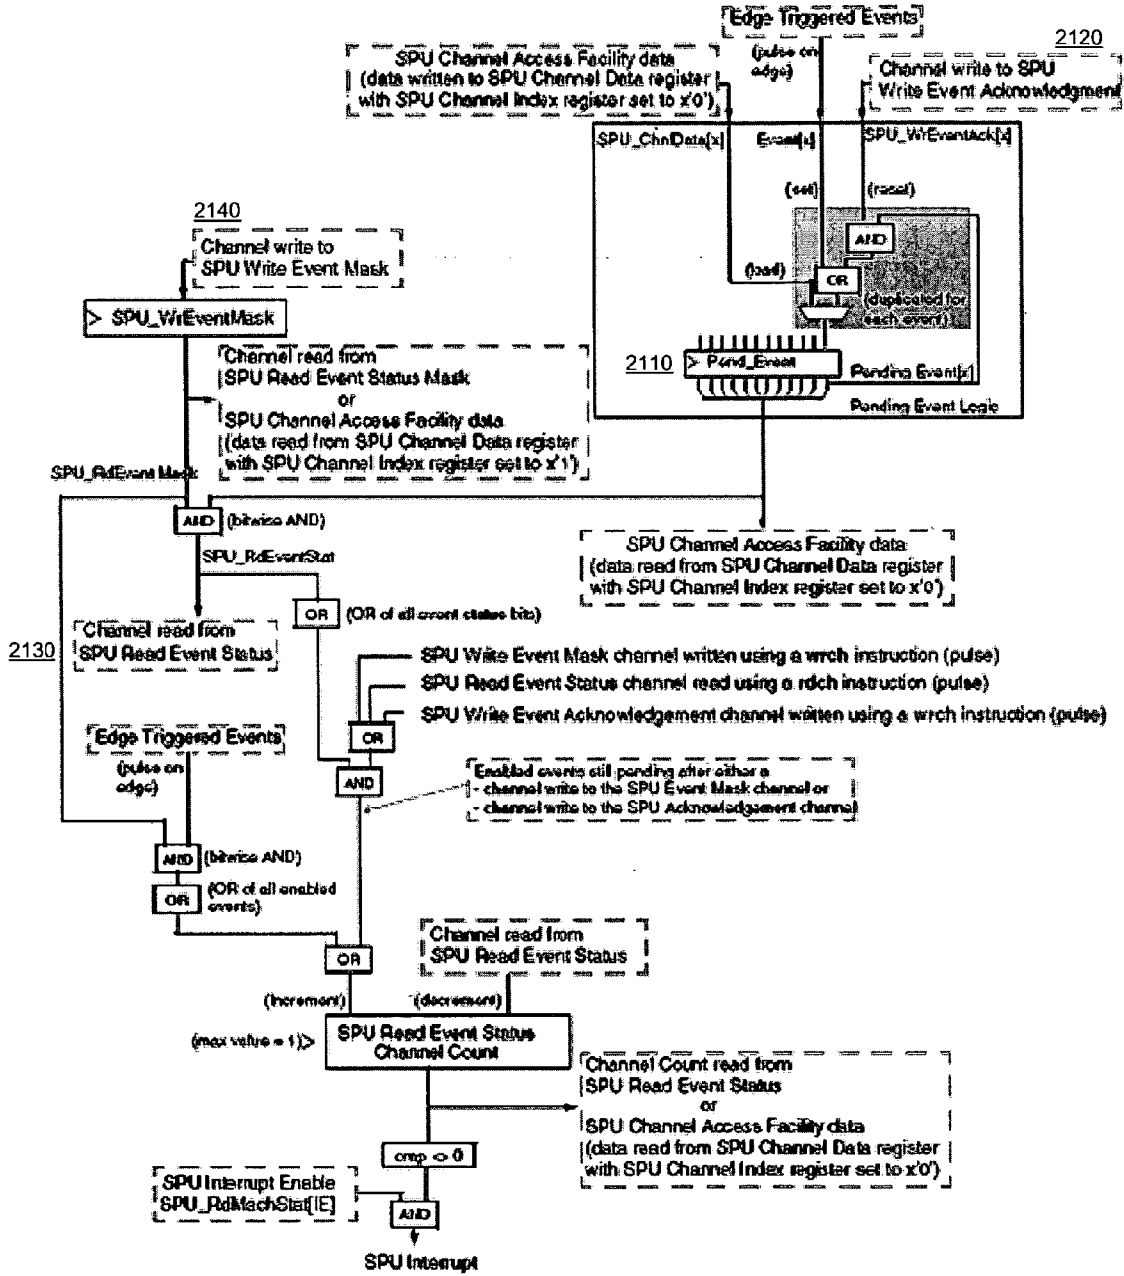 Edge Triggered Events
(pulse on
edge)
2120
SPU Channel Access Facility data
(data written to SPU Channel Data register
with SPU Channel Index register set to x'0')
Channel write to SPU
Write Event Acknowledgment
SPU_ChnlData[x]
Event[x]
SPU_WrEventAck[x]
(set)
(reset)
AND
(load)
OR
(duplicated for
each event)
2110
Pend_Event
Pending Event[x]
Pending Event Logic
2140
Channel write to
SPU Write Event Mask
SPU_WrEventMask
Channel read from
SPU Read Event Status Mask
or
SPU Channel Access Facility data
(data read from SPU Channel Data register
with SPU Channel Index register set to x'1')
SPU_RdEvent Mask
AND
(bitwise AND)
SPU_RdEventStat
SPU Channel Access Facility data
(data read from SPU Channel Data register
with SPU Channel Index register set to x'0')
OR
(OR of all event status bits)
2130
Channel read from
SPU Read Event Status
SPU Write Event Mask channel written using a wrch instruction (pulse)
SPU Read Event Status channel read using a rdch instruction (pulse)
SPU Write Event Acknowledgement channel written using a wrch instruction (pulse)
OR
AND
Edge Triggered Events
(pulse on
edge)
Enabled events still pending after either a
- channel write to the SPU Event Mask channel or
- channel write to the SPU Acknowledgement channel
AND
(bitwise AND)
OR
(OR of all enabled
events)
OR
Channel read from
SPU Read Event Status
(increment)
(decrement)
(max value = 1)
SPU Read Event Status
Channel Count
Channel Count read from
SPU Read Event Status
or
SPU Channel Access Facility data
(data read from SPU Channel Data register
with SPU Channel Index register set to x'0')
cmp <> 0
SPU Interrupt Enable
SPU_RdMachStat[IE]
AND
SPU Interrupt